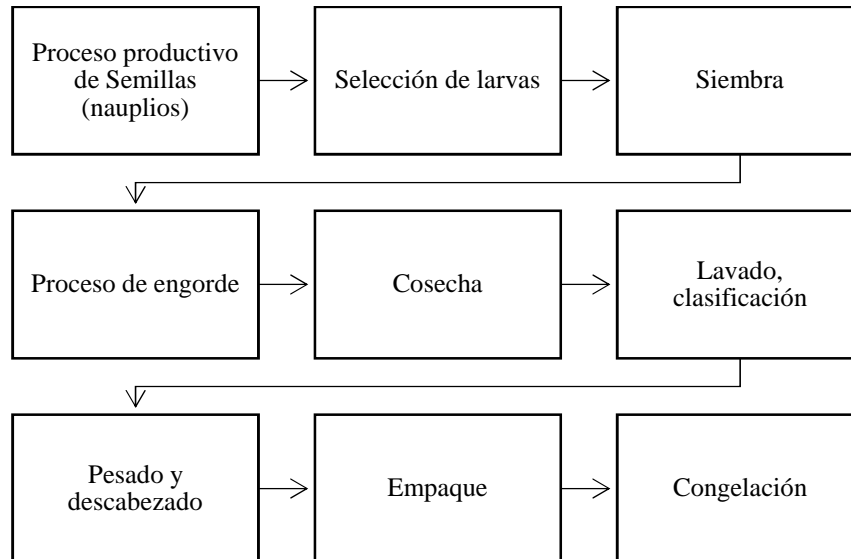 Proceso productivo
de Semillas
(nauplios)
Selección de larvas
Siembra
Proceso de engorde
Cosecha
Lavado,
clasificación
Pesado y
descabezado
Empaque
Congelación